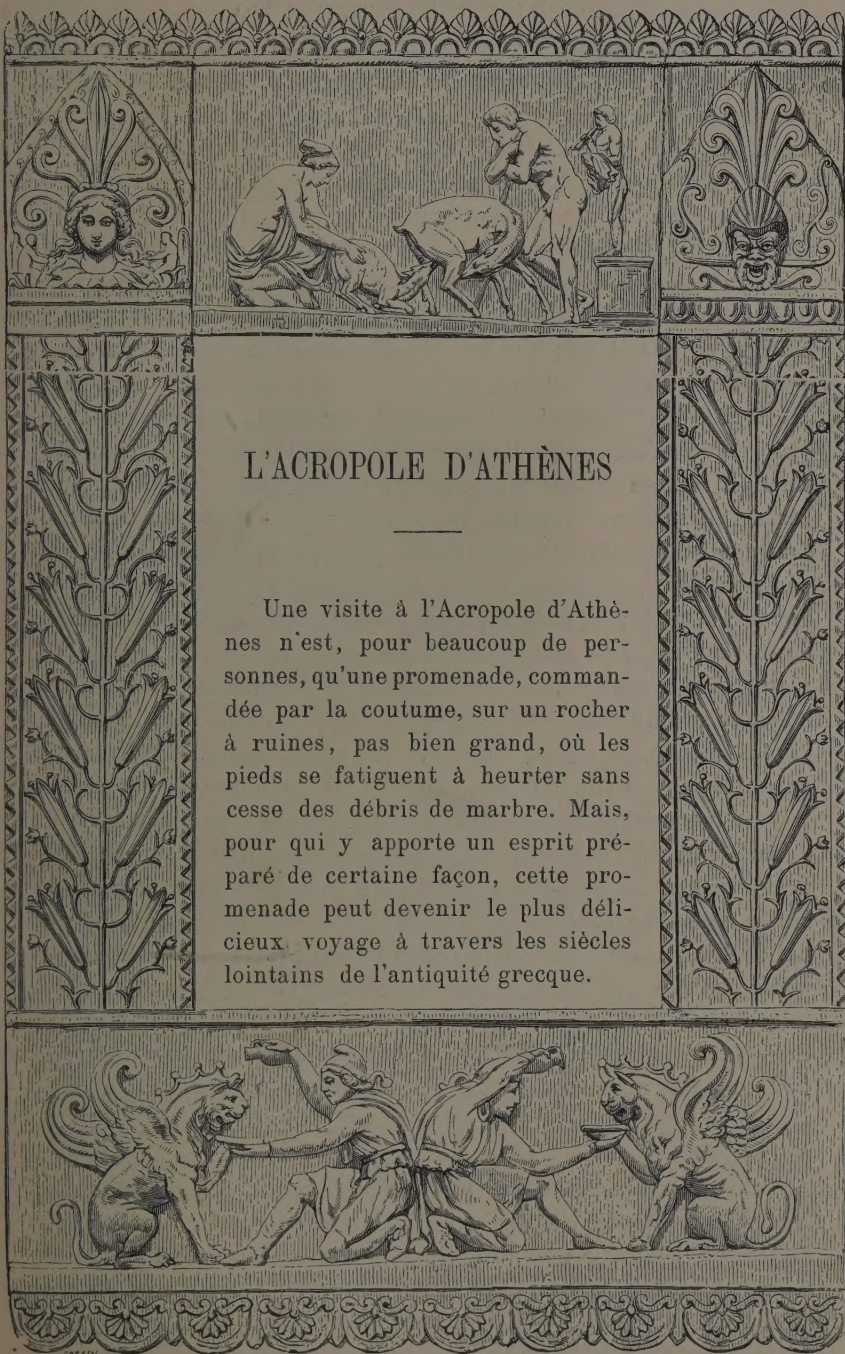 L'ACROPOLE D'ATHÈNES
Une visite à l'Acropole d'Athè-
nes n'est, pour beaucoup de per-
sonnes, qu'une promenade, comman-
dée par la coutume, sur un rocher
à ruines, pas bien grand, où les
pieds se fatiguent à heurter sans
cesse des débris de marbre. Mais,
pour qui y apporte un esprit pré-
paré de certaine façon, cette pro-
menade peut devenir le plus déli-
cieux voyage à travers les siècles
lointains de l'antiquité grecque.